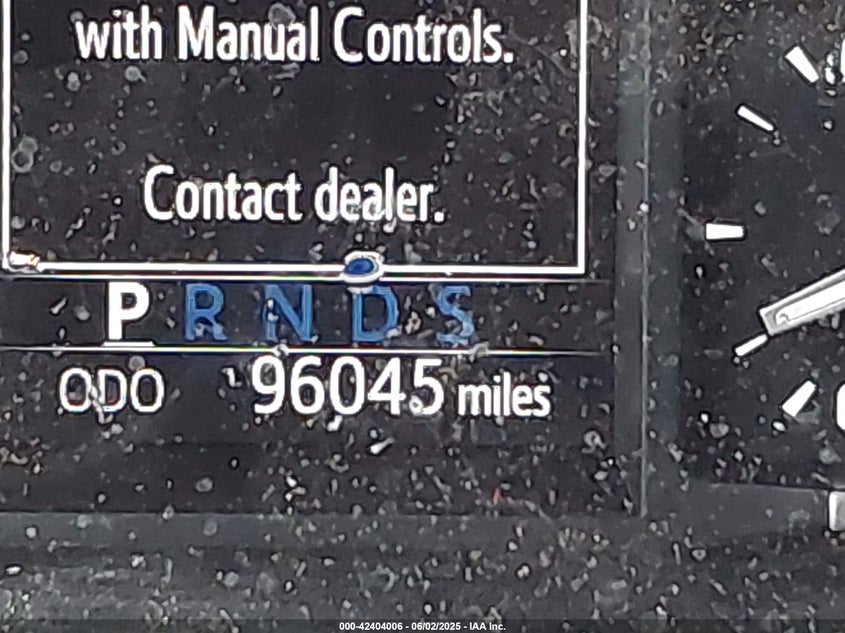 with Manual Controls.
Contact dealer.
P R N D S
ODO 96045 miles
000-42404006 - 06/02/2025 - IAA Inc.